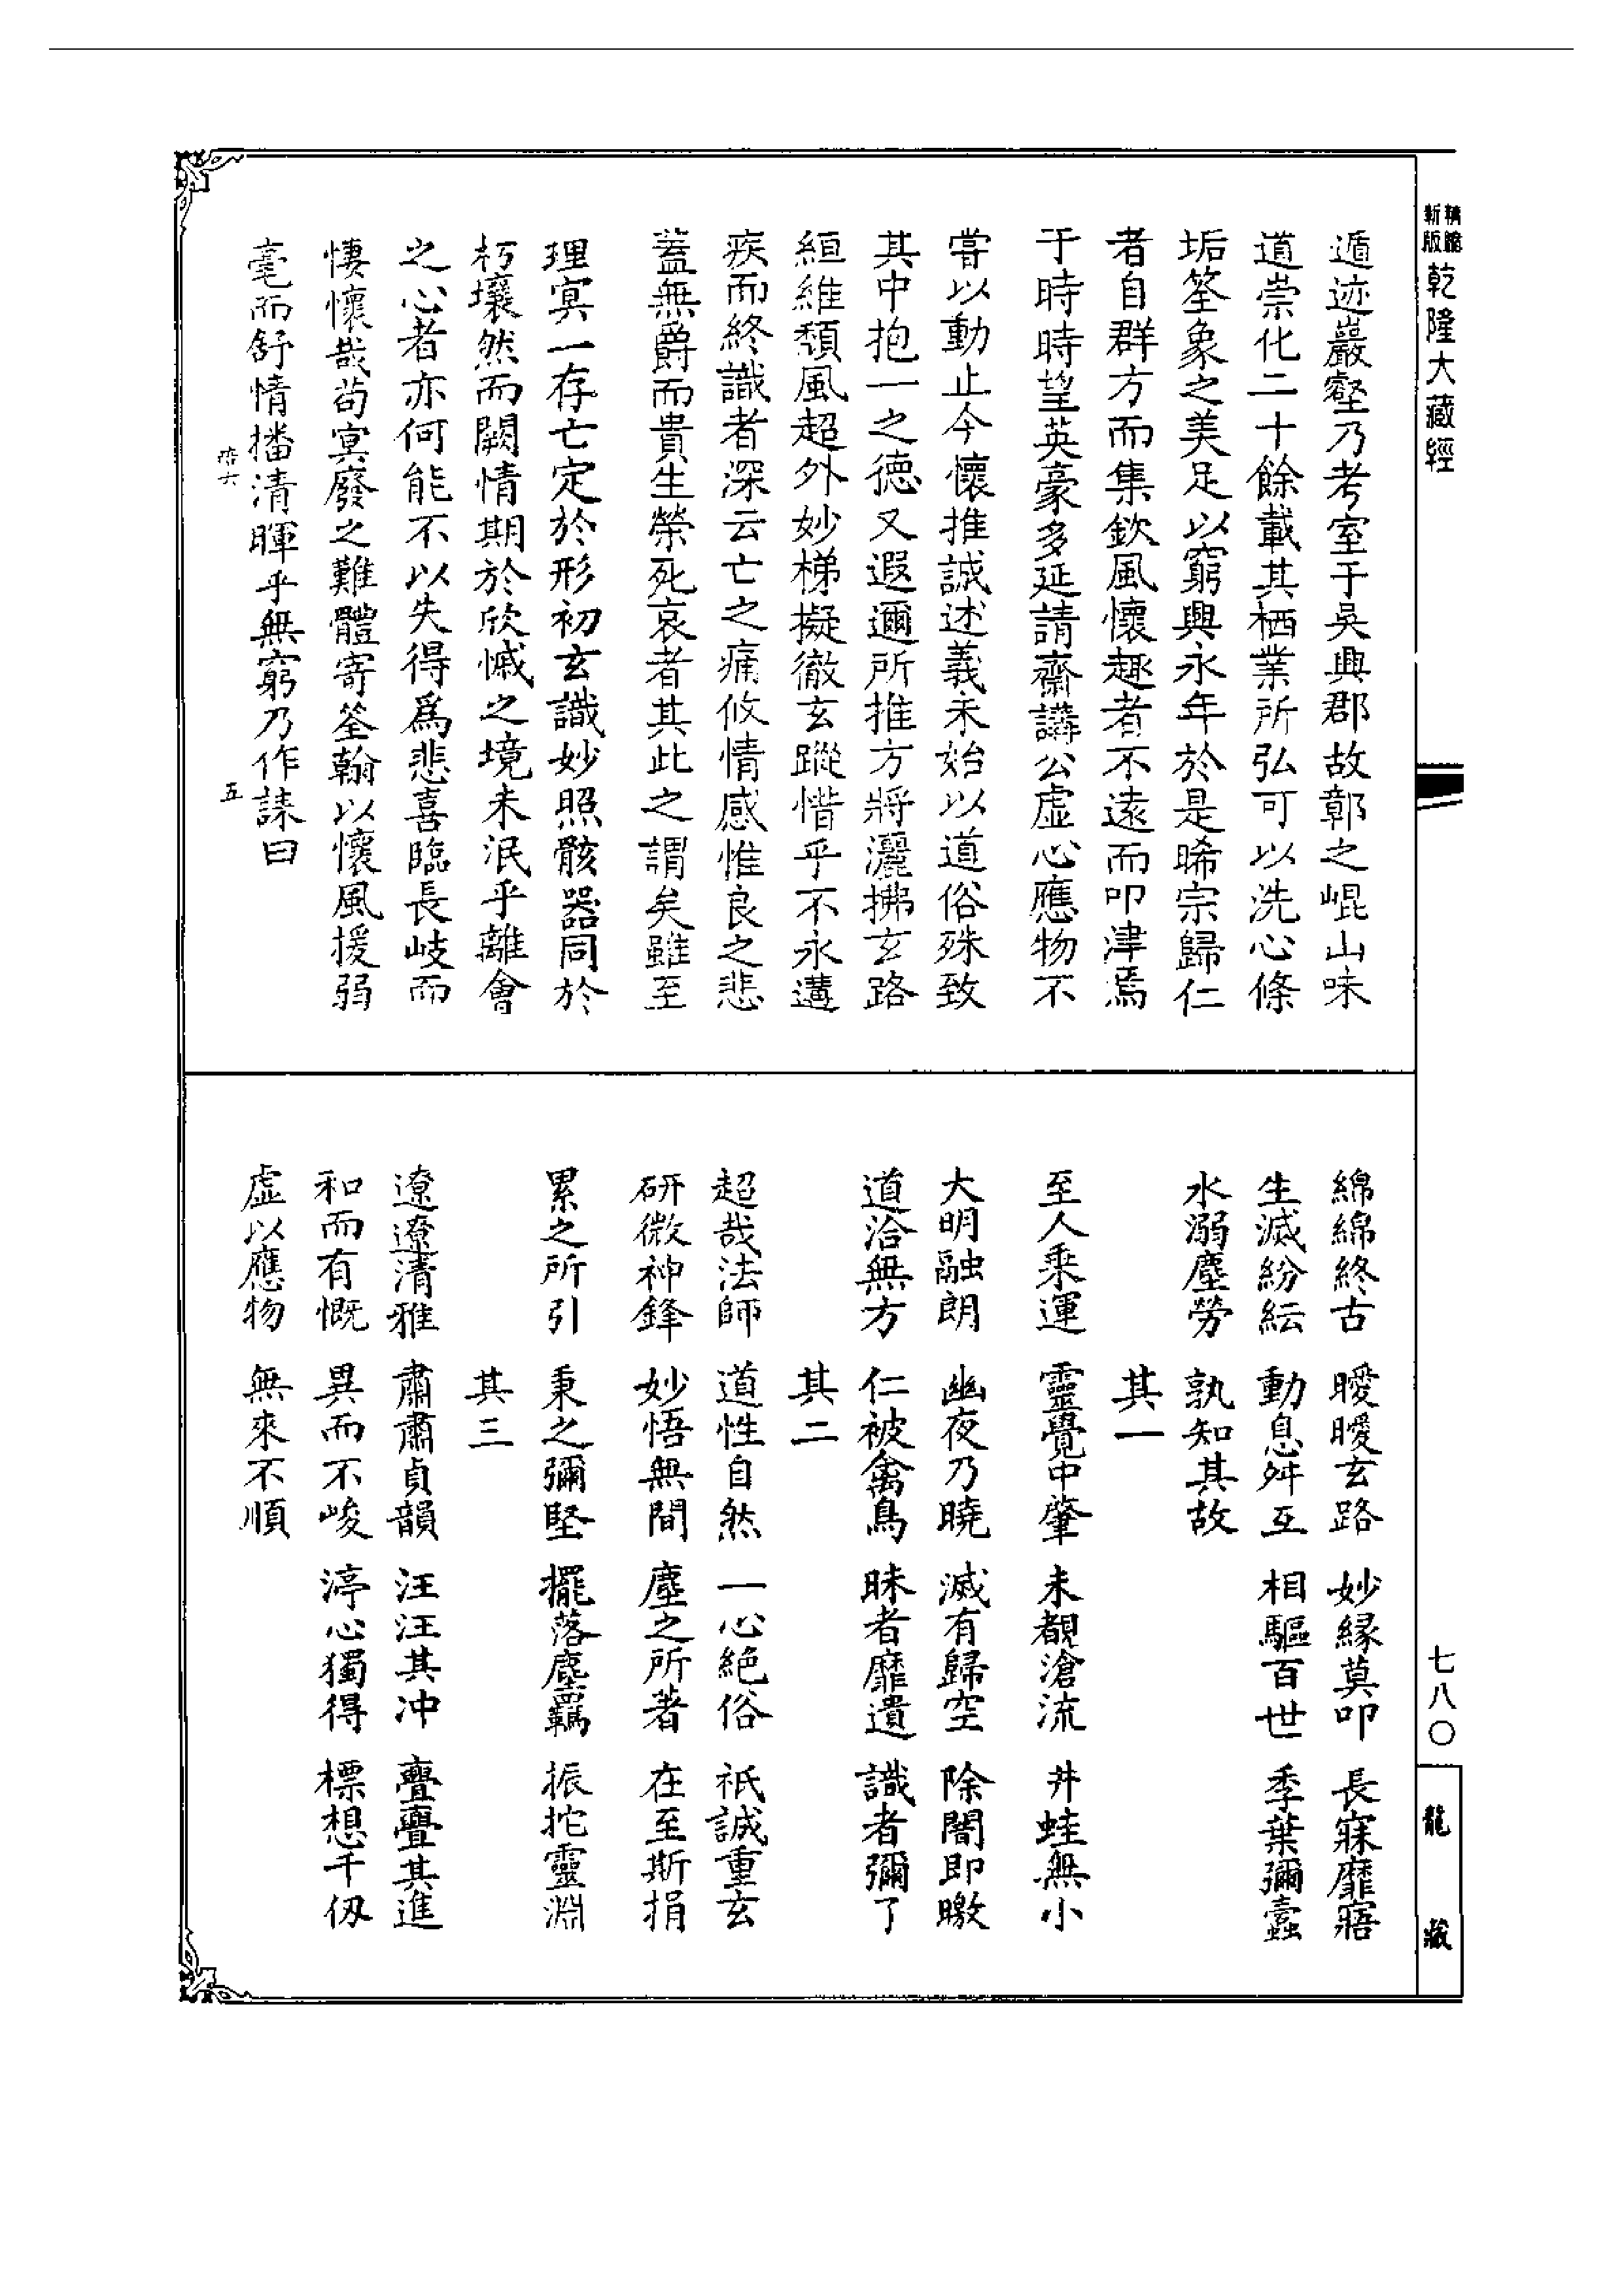 新版精縮
乾隆大藏經
遁迹巖壑乃考室于吳興郡故鄣之崐山味
道崇化二十餘載其栖業所弘可以洗心條
垢筌象之美足以窮興永年於是晞宗歸仁
者自群方而集欽風懷趣者不遠而叩津焉
于時時望英豪多延請齋講公虛心應物不
嘗以動止今懷推誠述義未始以道俗殊致
其中抱一之德又遐邇所推方將灑拂玄路
絙維頹風超外妙梯擬徹玄蹤惜乎不永遘
疾而終識者深云亡之痛攸情感惟良之悲
蓋無爵而貴生榮死哀者其此之謂矣雖至
理冥一存亡定於形初玄識妙照骸器同於
朽壤然而闕情期於欣慽之境未泯乎離會
之心者亦何能不以失得爲悲喜臨長岐而
悽懷哉苟冥廢之難體寄筌翰以懷風援弱
毫而舒情播清暉乎無窮乃作誄曰
五
綿綿終古 曖曖玄路 妙緣莫叩 長寐靡寤
生滅紛紜 動息舛互 相驅百世 季葉彌蠹
水溺塵勞 孰知其故
其一
至人乘運 靈覺中肇 未覩滄流 井蛙無小
大明融朗 幽夜乃曉 滅有歸空 除闇即曒
道洽無方 仁被禽鳥 昧者靡遺 識者彌了
其二
超哉法師 道性自然 一心絕俗 祇誠重玄
研微神鋒 妙悟無間 塵之所著 在至斯捐
累之所引 秉之彌堅 擺落塵羈 振拕靈淵
其三
遼遼清雅 肅肅貞韻 汪汪其冲 亹亹其進
和而有慨 異而不峻 渟心獨得 標想千仞
虛以應物 無來不順
七八〇
龍藏